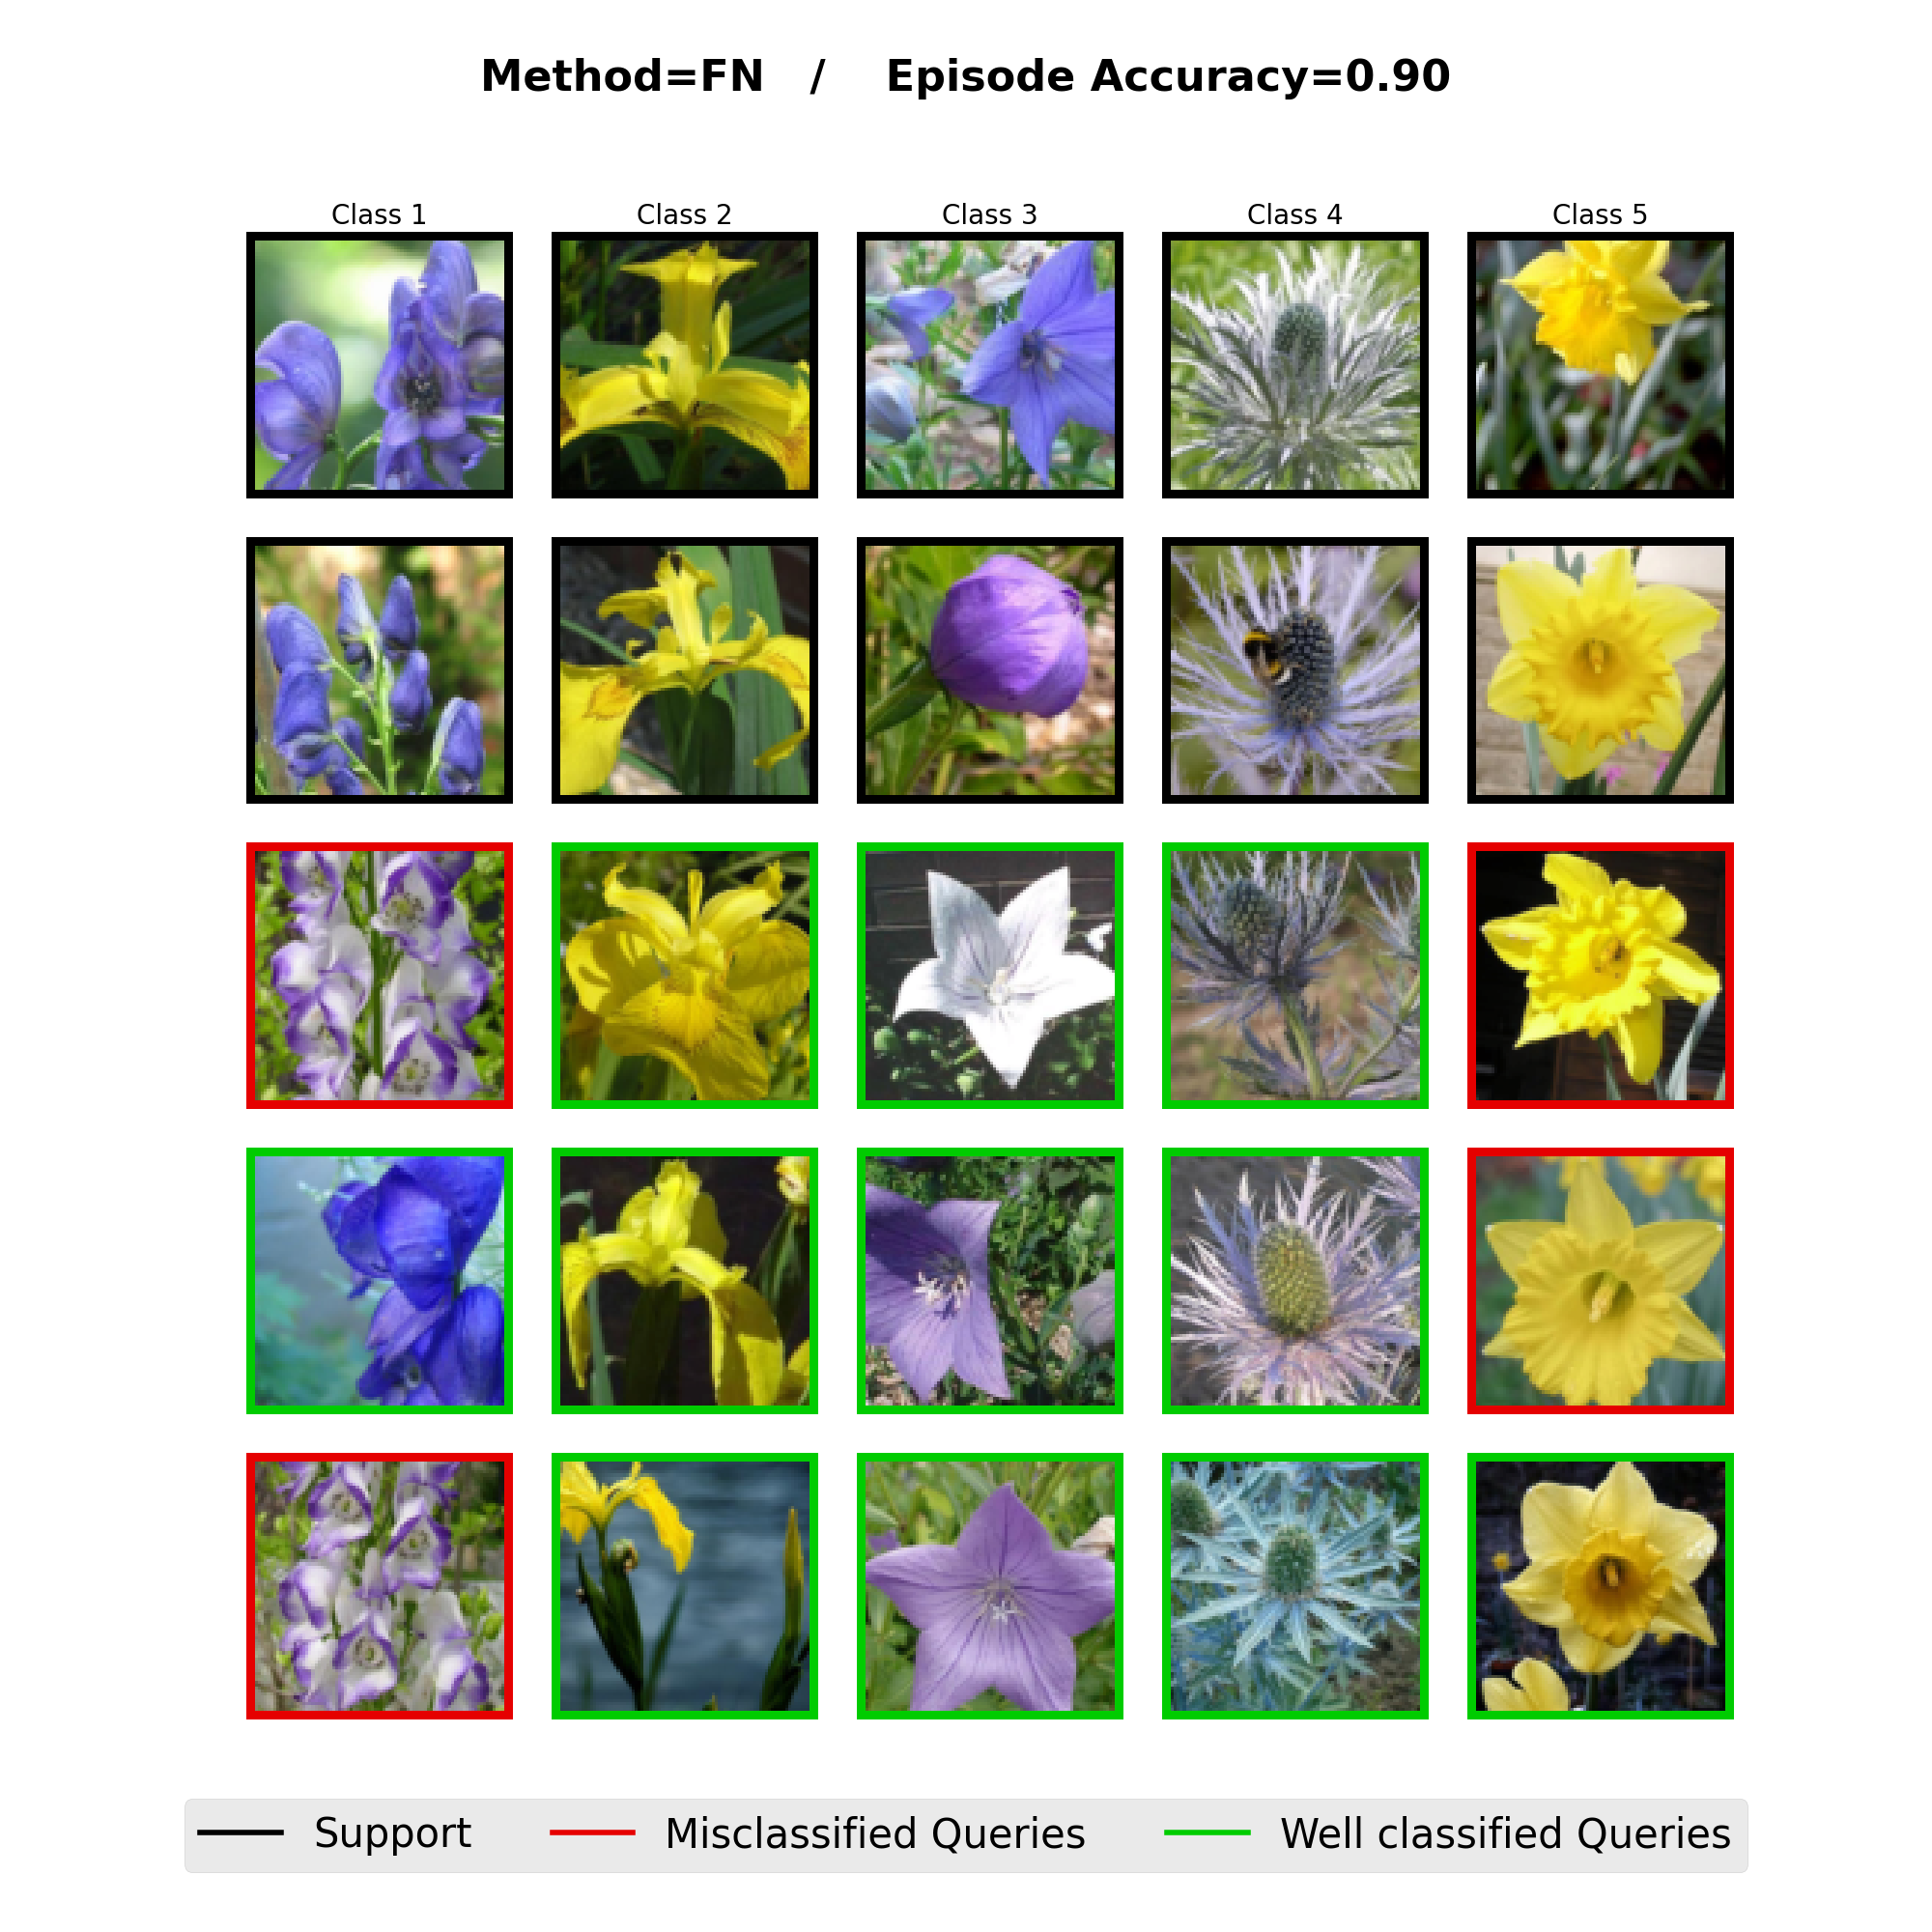 Method=FN / Episode Accuracy=0.90
Class 1 Class 2 Class 3 Class 4 Class 5
Support Misclassified Queries Well classified Queries